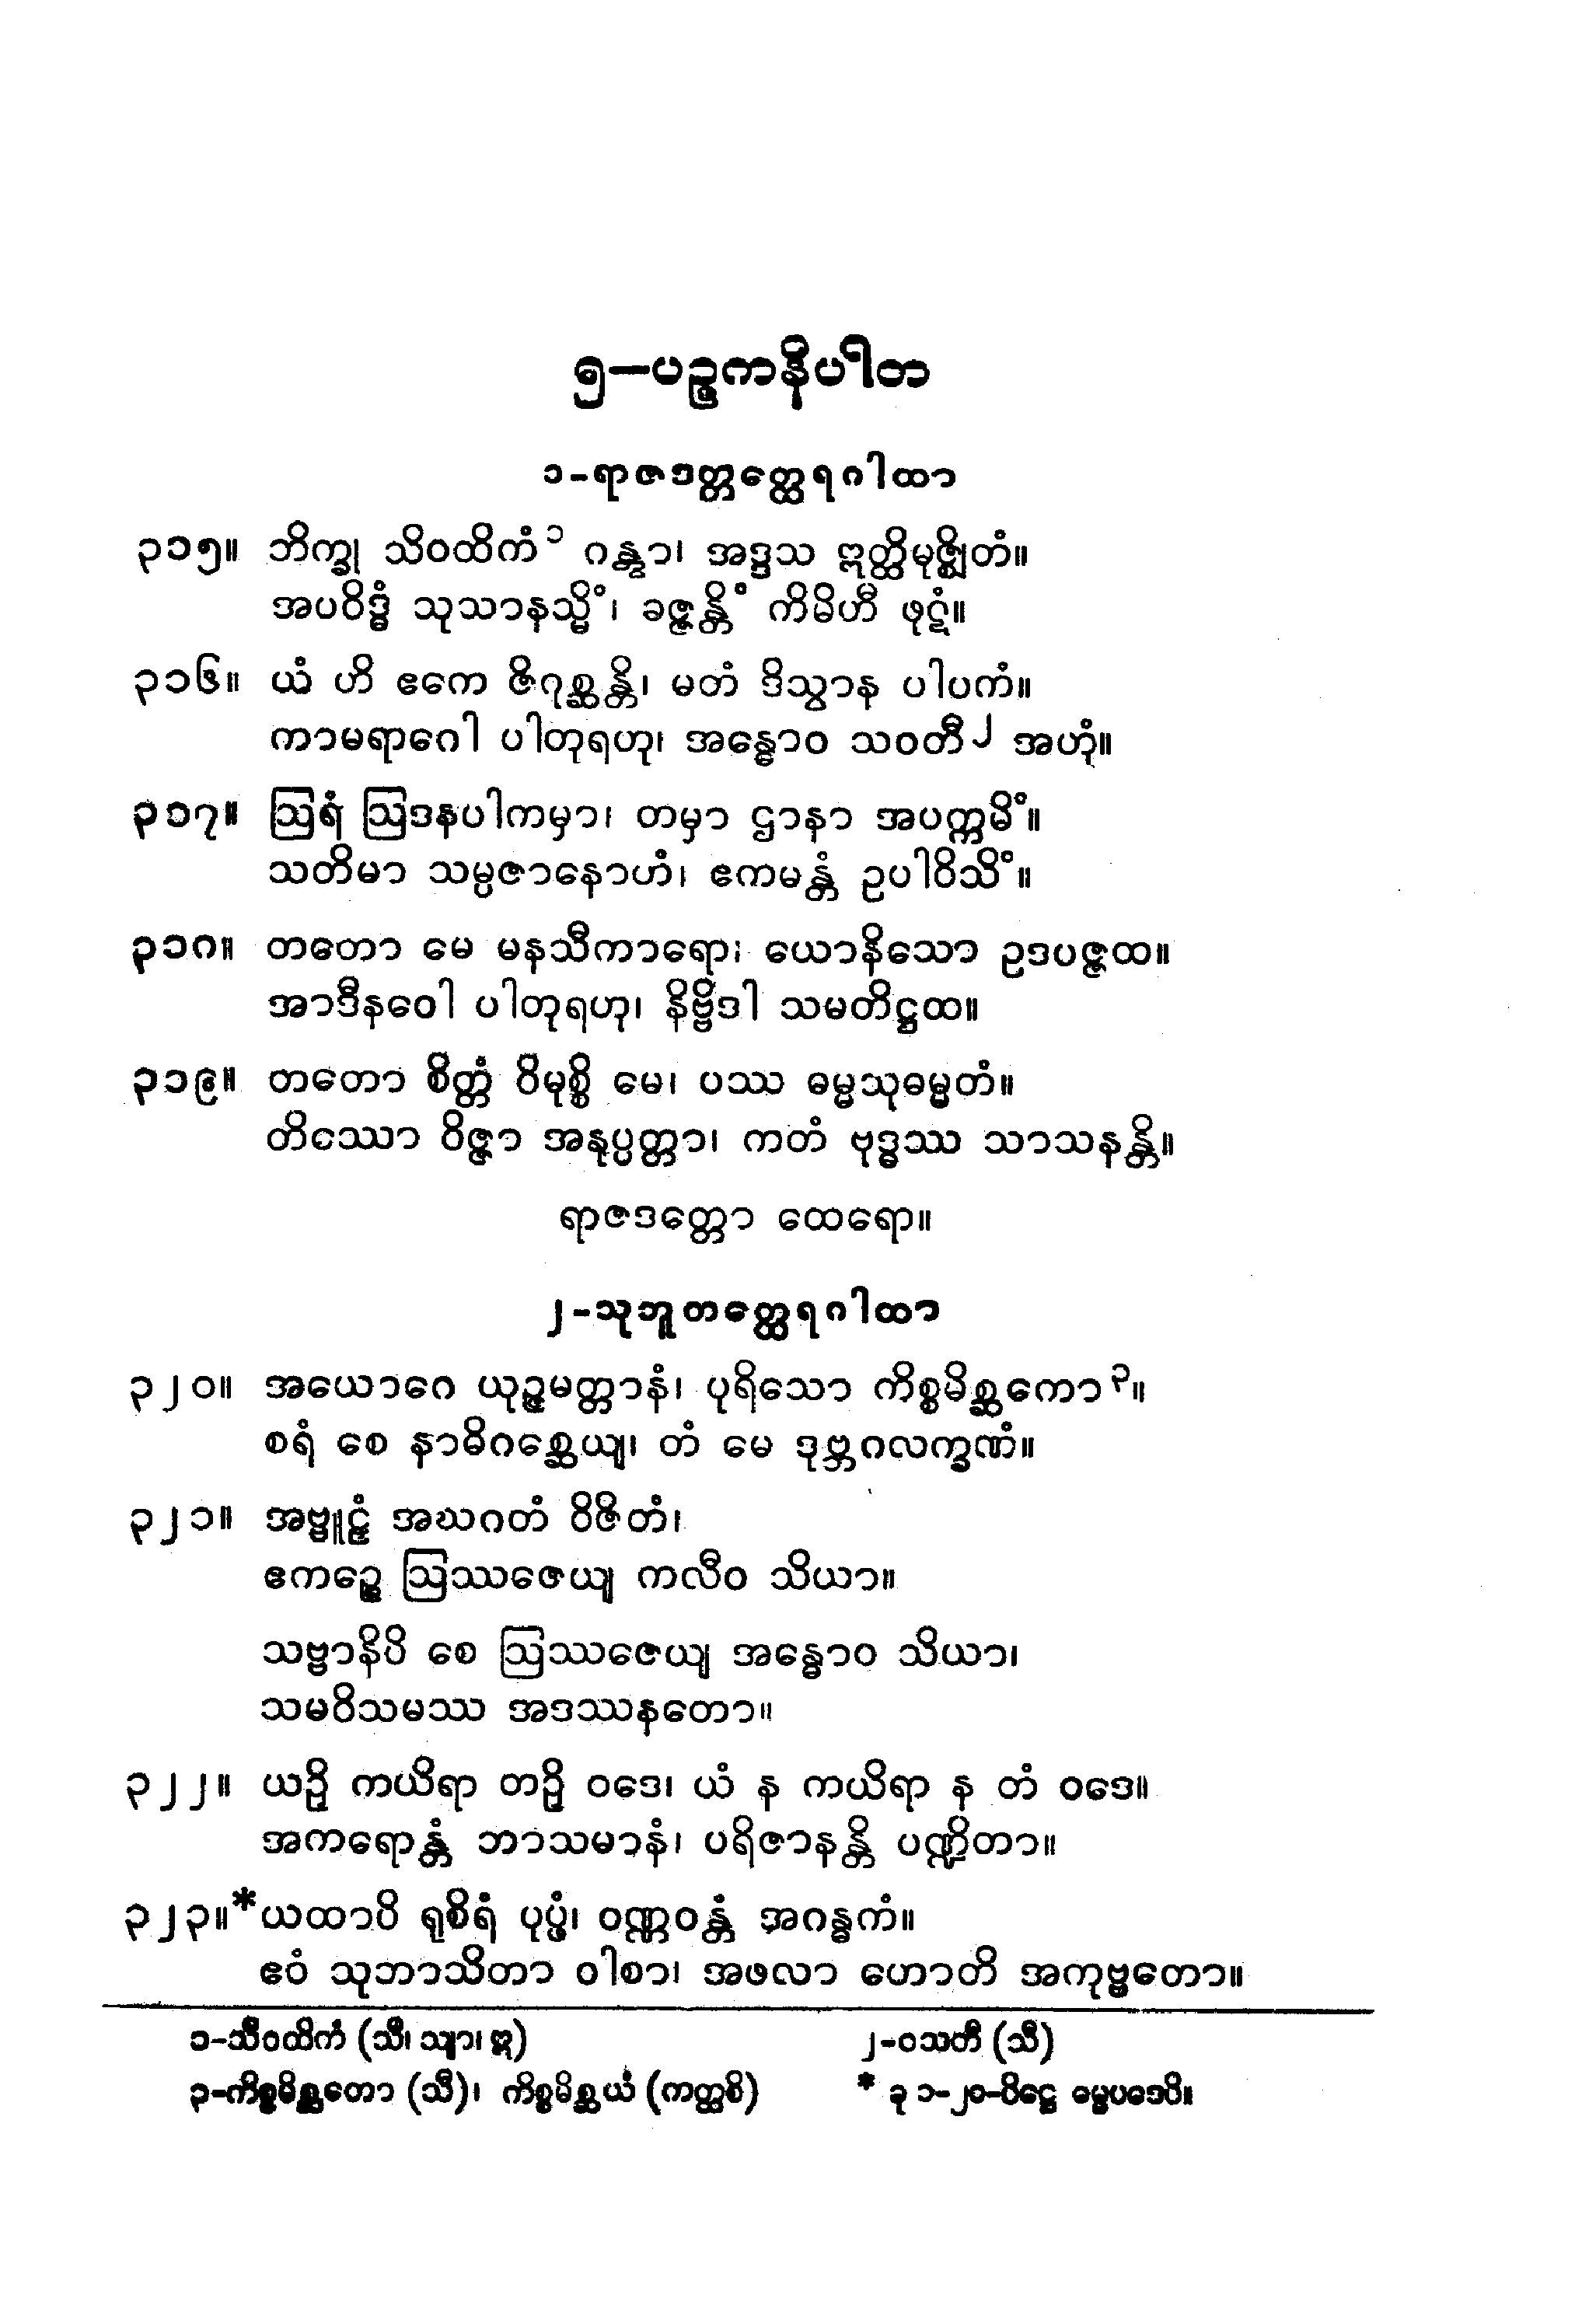 ၅—ပဉ္စကနိပါတ
၁-ရာဇဒတ္တတ္ထေရဂါထာ
၃၁၅။ ဘိက္ခု သိဝထိကံ၁ ဂန္တွာ၊ အဒ္ဒသ ဣတ္ထိမုဇ္ဈိတံ။
အပဝိဒ္ဓံ သုသာနသ္မိံ၊ ခဇ္ဇန္တိံ ကိမိဟီ ဖုဋံ။
၃၁၆။ ယံ ဟိ ဧကေ ဇိဂုစ္ဆန္တိ၊ မတံ ဒိသွာန ပါပကံ။
ကာမရာဂေါ ပါတုရဟု၊ အန္ဓောဝ သဝတီ၂ အဟုံ။
၃၁၇။ ဩရံ ဩဒနပါကမှာ၊ တမှာ ဌာနာ အပက္ကမိံ။
သတိမာ သမ္ပဇာနောဟံ၊ ဧကမန္တံ ဥပါဝိသိံ။
၃၁၈။ တတော မေ မနသီကာရော၊ ယောနိသော ဥဒပဇ္ဇထ။
အာဒီနဝေါ ပါတုရဟု၊ နိဗ္ဗိဒါ သမတိဋ္ဌထ။
၃၁၉။ တတော စိတ္တံ ဝိမုစ္စိ မေ၊ ပဿ ဓမ္မသုဓမ္မတံ။
တိဿော ဝိဇ္ဇာ အနုပ္ပတ္တာ၊ ကတံ ဗုဒ္ဓဿ သာသနန္တိ။
ရာဇဒတ္တော ထေရော။
၂-သုဘူတတ္ထေရဂါထာ
၃၂၀။ အယောဂေ ယုဉ္ဇမတ္တာနံ၊ ပုရိသော ကိစ္စမိစ္ဆကော၃။
စရံ စေ နာဓိဂစ္ဆေယျ၊ တံ မေ ဒုဗ္ဘဂလက္ခဏံ။
၃၂၁။ အဗ္ဗူဠှံ အဃဂတံ ဝိဇိတံ၊
ဧကဉ္စေ ဩဿဇေယျ ကလီဝ သိယာ။
သဗ္ဗာနိပိ စေ ဩဿဇေယျ အန္ဓောဝ သိယာ၊
သမဝိသမဿ အဒဿနတော။
၃၂၂။ ယဉှိ ကယိရာ တဉှိ ဝဒေ၊ ယံ န ကယိရာ န တံ ဝဒေ။
အကရောန္တံ ဘာသမာနံ၊ ပရိဇာနန္တိ ပဏ္ဍိတာ။
၃၂၃။*ယထာပိ ရုစိရံ ပုပ္ဖံ၊ ဝဏ္ဏဝန္တံ အဂန္ဓကံ။
ဧဝံ သုဘာသိတာ ဝါစာ၊ အဖလာ ဟောတိ အကုဗ္ဗတော။
၁-သီဝထိကံ (သီ၊ သျာ၊ ဣ) ၂-ဝသတီ (သီ)
၃-ကိစ္စမိစ္ဆတော (သီ)၊ ကိစ္စမိစ္ဆယံ (ကတ္ထစိ) * ခု ၁-၂၀-ပိဋ္ဌေ ဓမ္မပဒေပိ။